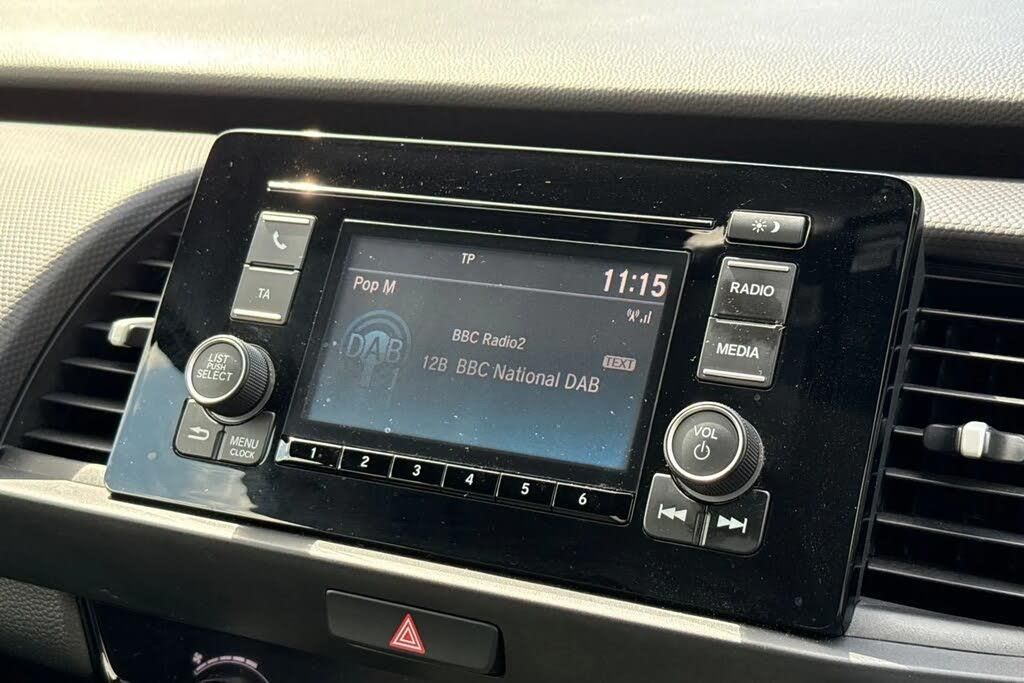 TP
Pop M
11:15
DAB
BBC Radio2
TEXT
12B BBC National DAB
TA
LIST
PUSH
SELECT
MENU
CLOCK
RADIO
MEDIA
VOL
1 2 3 4 5 6